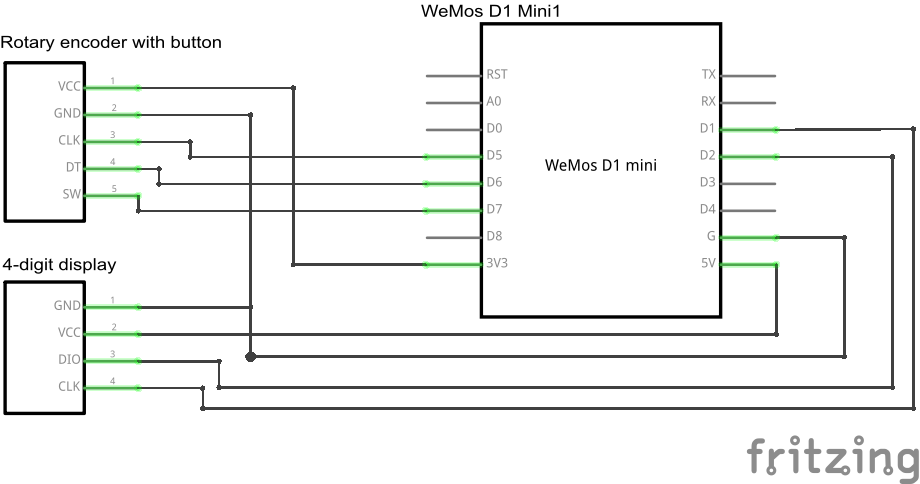 WeMos D1 Mini1
Rotary encoder with button
VCC 1
GND 2
CLK 3
DT 4
SW 5
RST
A0
D0
D5
D6
D7
D8
3V3
WeMos D1 mini
TX
RX
D1
D2
D3
D4
G
5V
4-digit display
GND 1
VCC 2
DIO 3
CLK 4
fritzing